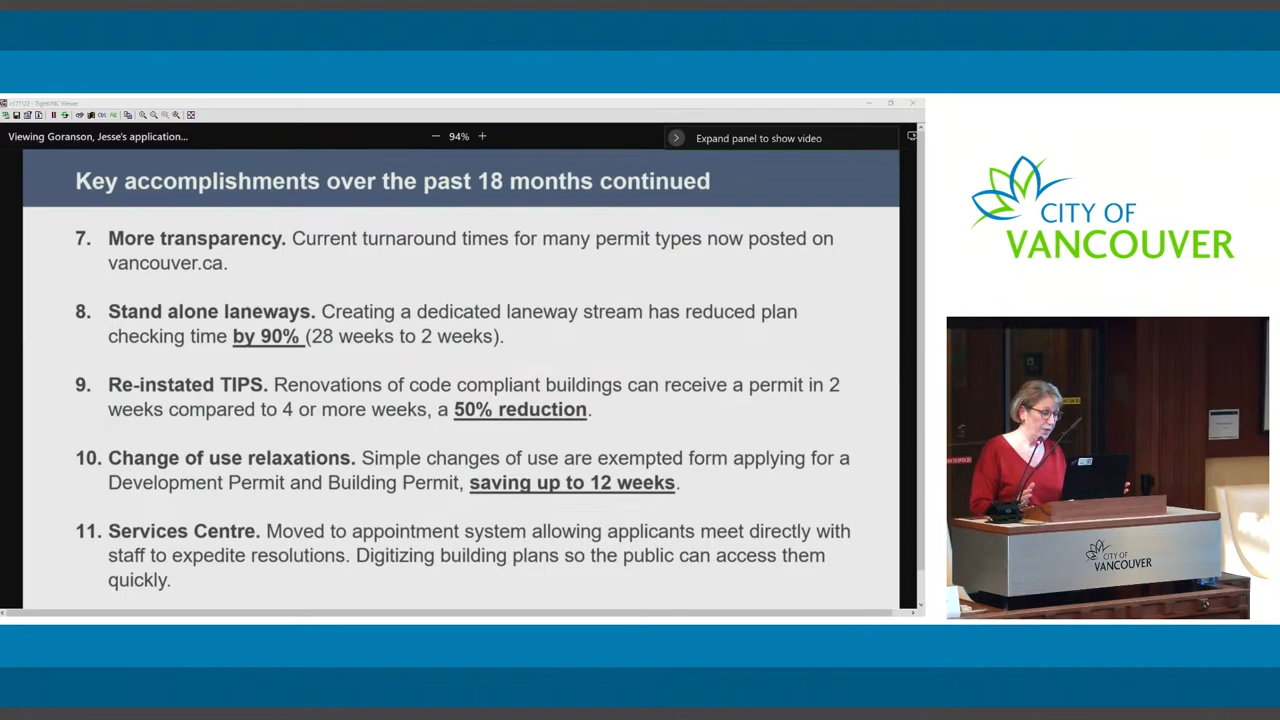 Viewing Goranson, Jesse's application...
94%
Expand panel to show video
Key accomplishments over the past 18 months continued
7. More transparency. Current turnaround times for many permit types now posted on
vancouver.ca.
8. Stand alone laneways. Creating a dedicated laneway stream has reduced plan
checking time by 90% (28 weeks to 2 weeks).
9. Re-instated TIPS. Renovations of code compliant buildings can receive a permit in 2
weeks compared to 4 or more weeks, a 50% reduction.
10. Change of use relaxations. Simple changes of use are exempted form applying for a
Development Permit and Building Permit, saving up to 12 weeks.
11. Services Centre. Moved to appointment system allowing applicants meet directly with
staff to expedite resolutions. Digitizing building plans so the public can access them
quickly.
CITY OF
VANCOUVER
CITY OF
VANCOUVER